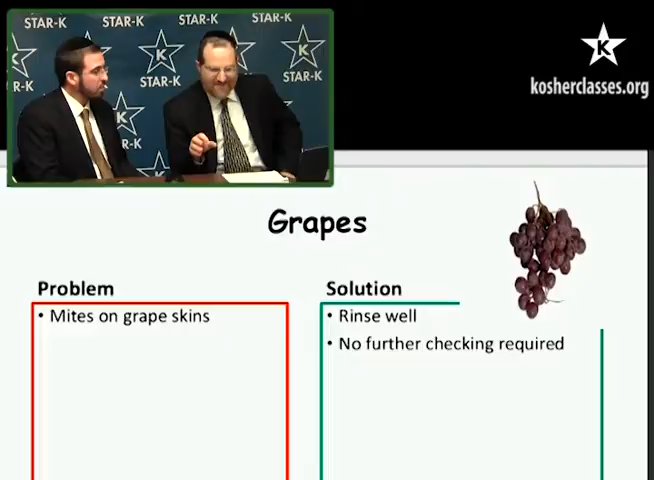 STAR-K STAR-K STAR-K
K
R-K STAR-K STAR-K
K
STAR-K
K
kosherclasses.org
Grapes
Problem
• Mites on grape skins
Solution
• Rinse well
• No further checking required